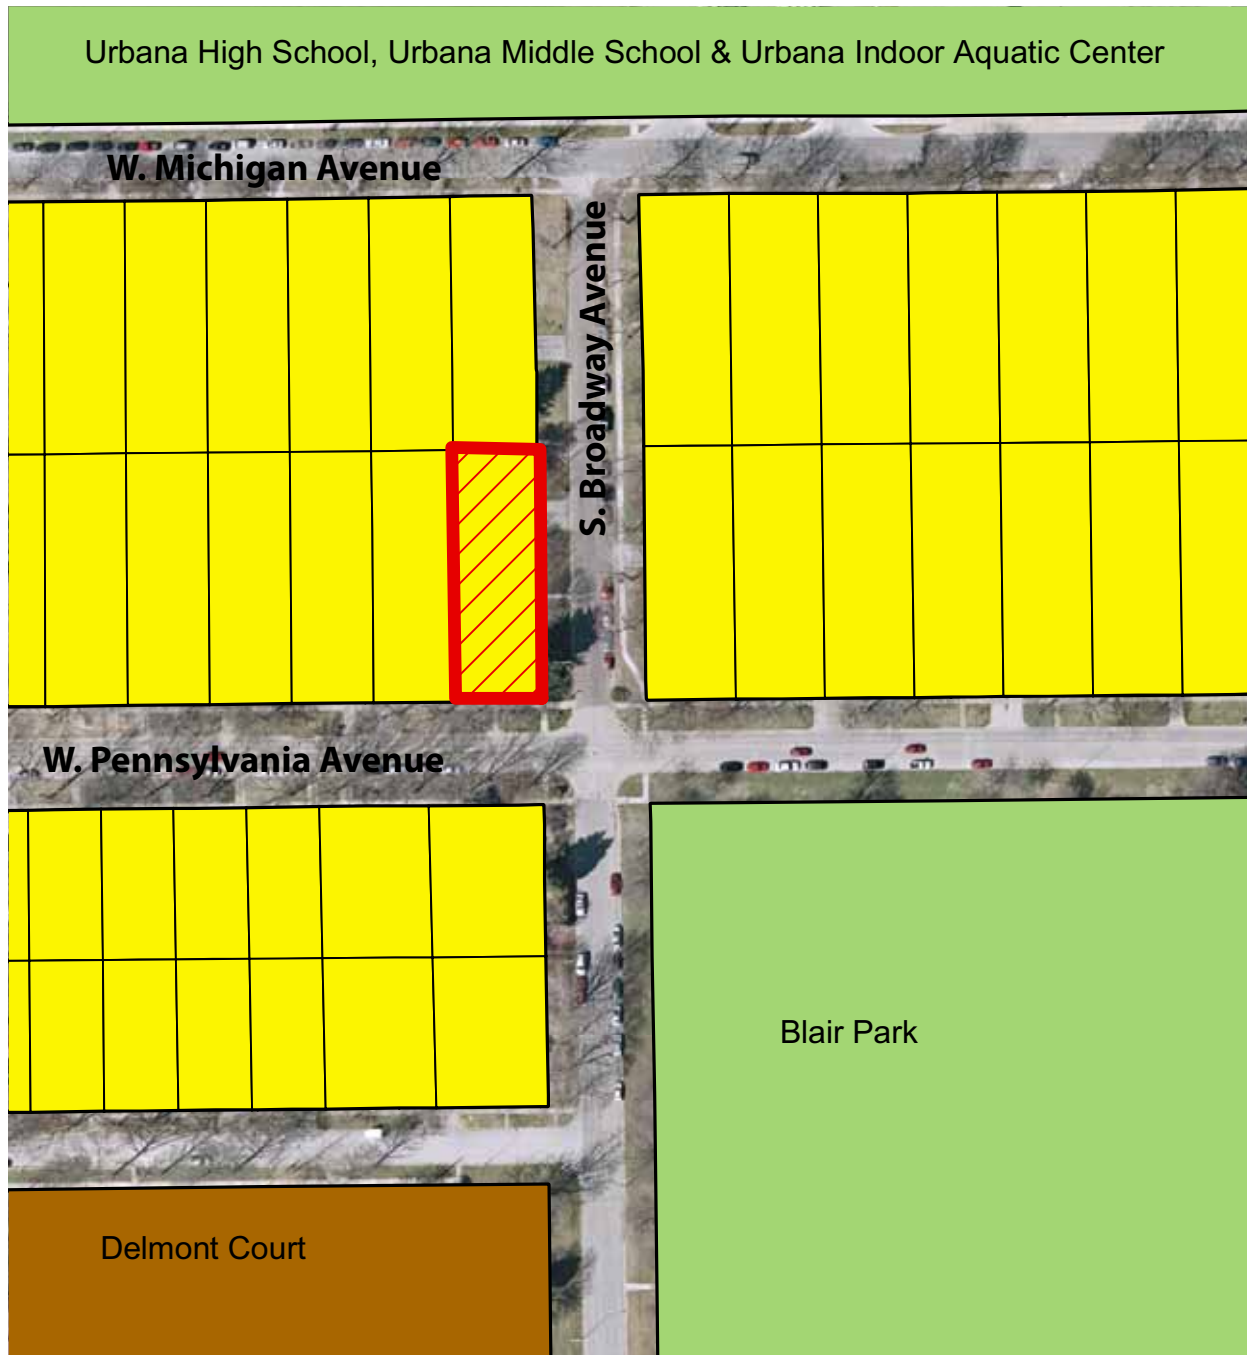 Urbana High School, Urbana Middle School & Urbana Indoor Aquatic Center
W. Michigan Avenue
S. Broadway Avenue
W. Pennsylvania Avenue
Blair Park
Delmont Court